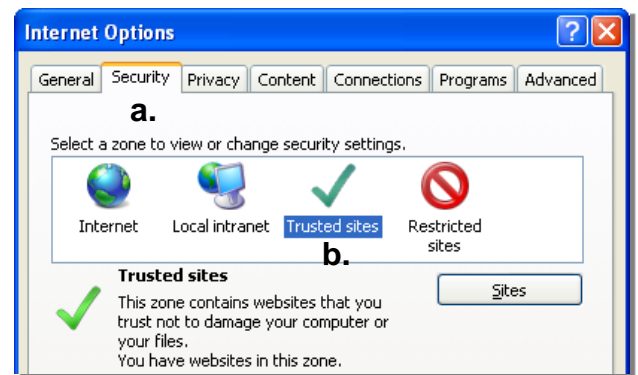 Internet Options
General Security Privacy Content Connections Programs Advanced
a.
Select a zone to view or change security settings.
Internet Local intranet Trusted sites Restricted
sites
b.
Trusted sites
Sites
This zone contains websites that you
trust not to damage your computer or
your files.
You have websites in this zone.